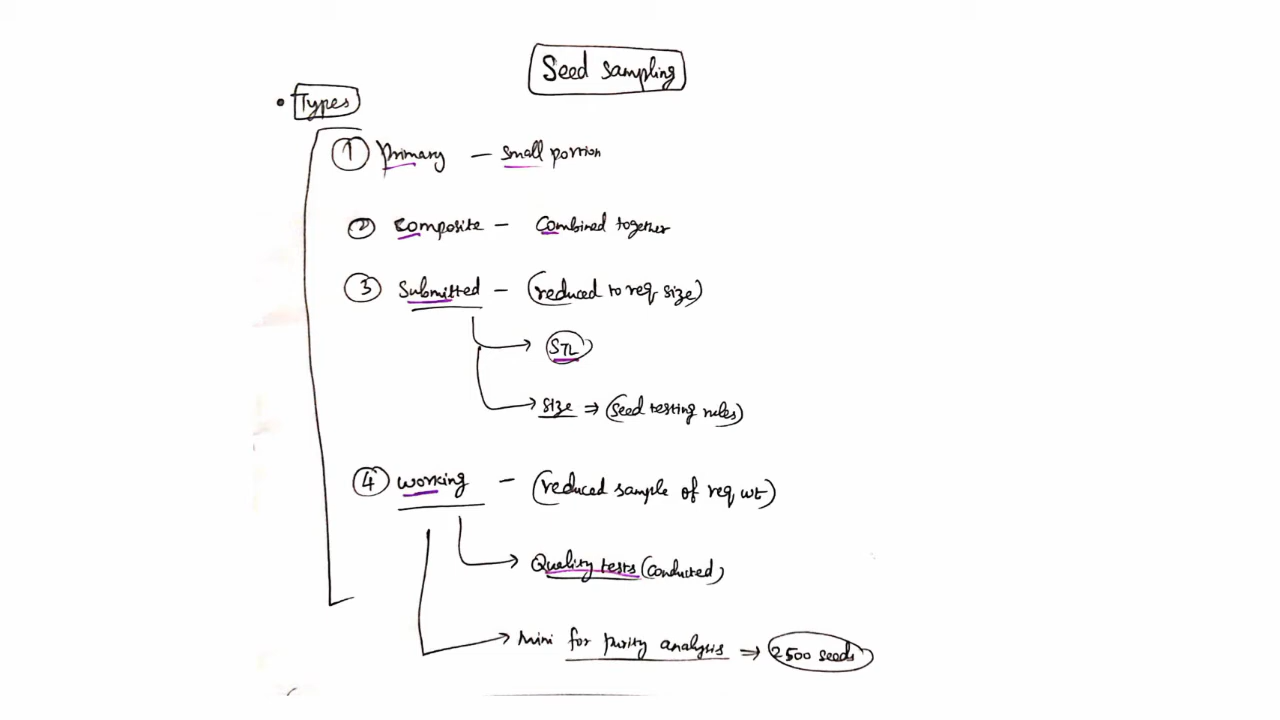 Seed sampling
• Types
① Primary — small portion
② Composite — Combined together
③ Submitted — (reduced to req size)
→ STL
→ size ⇒ (seed testing rules)
④ working — (reduced sample of req wt)
→ Quality tests (conducted)
→ mini for purity analysis ⇒ 2500 seeds